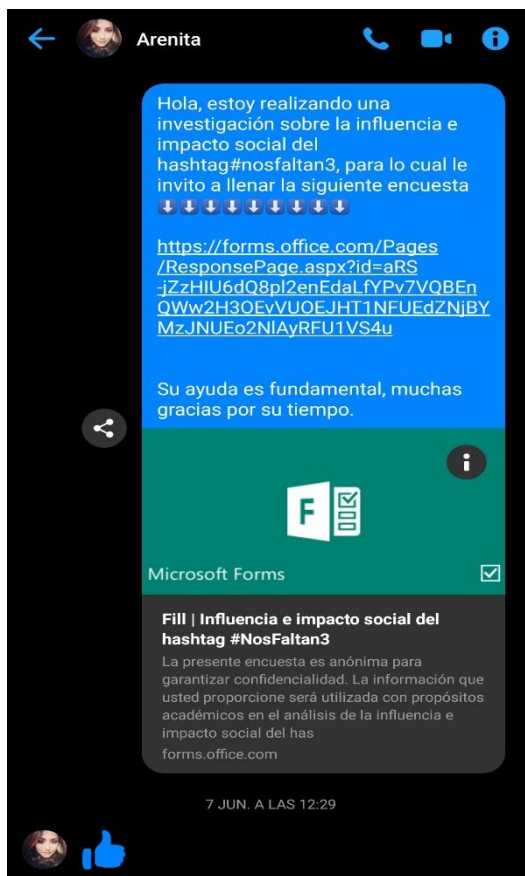 Arenita
Hola, estoy realizando una
investigación sobre la influencia e
impacto social del
hashtag#nosfaltan3, para lo cual le
invito a llenar la siguiente encuesta
⬇⬇⬇⬇⬇⬇⬇⬇⬇
https://forms.office.com/Pages
/ResponsePage.aspx?id=aRS
-jZzHIU6dQ8pl2enEdaLfYPv7VQBEn
QWw2H3OEvVUOEJHT1NFUEdZNjBY
MzJNUEo2NlAyRFU1VS4u
Su ayuda es fundamental, muchas
gracias por su tiempo.
F
Microsoft Forms
Fill | Influencia e impacto social del
hashtag #NosFaltan3
La presente encuesta es anónima para
garantizar confidencialidad. La información que
usted proporcione será utilizada con propósitos
académicos en el análisis de la influencia e
impacto social del has
forms.office.com
7 JUN. A LAS 12:29